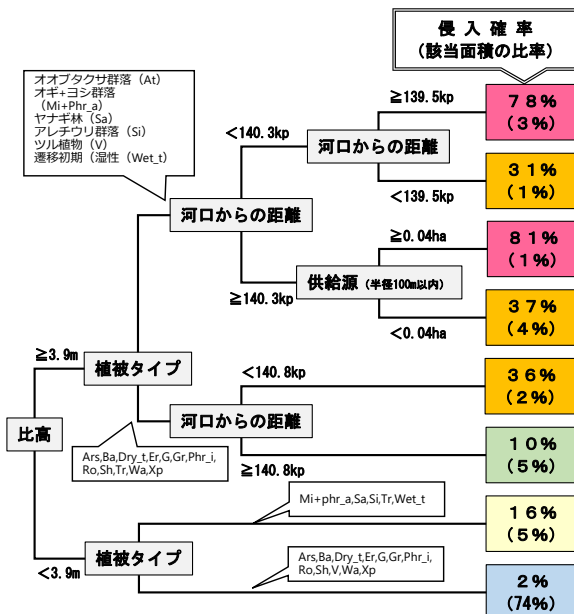 侵入確率
(該当面積の比率)
オオブタクサ群落 (At)
オギ+ヨシ群落
(Mi+Phr_a)
ヤナギ林 (Sa)
アレチウリ群落 (Si)
ツル植物 (V)
遷移初期 (湿性 (Wet_t)
≧139.5kp
78%
(3%)
<140.3kp
河口からの距離
<139.5kp
31%
(1%)
河口からの距離
≧0.04ha
81%
(1%)
≧140.3kp
供給源 (半径100m以内)
<0.04ha
37%
(4%)
≧3.9m
植被タイプ
<140.8kp
36%
(2%)
河口からの距離
比高
Ars,Ba,Dry_t,Er,G,Gr,Phr_i,
Ro,Sh,Tr,Wa,Xp
≧140.8kp
10%
(5%)
Mi+phr_a,Sa,Si,Tr,Wet_t
16%
(5%)
植被タイプ
<3.9m
Ars,Ba,Dry_t,Er,G,Gr,Phr_i,
Ro,Sh,V,Wa,Xp
2%
(74%)